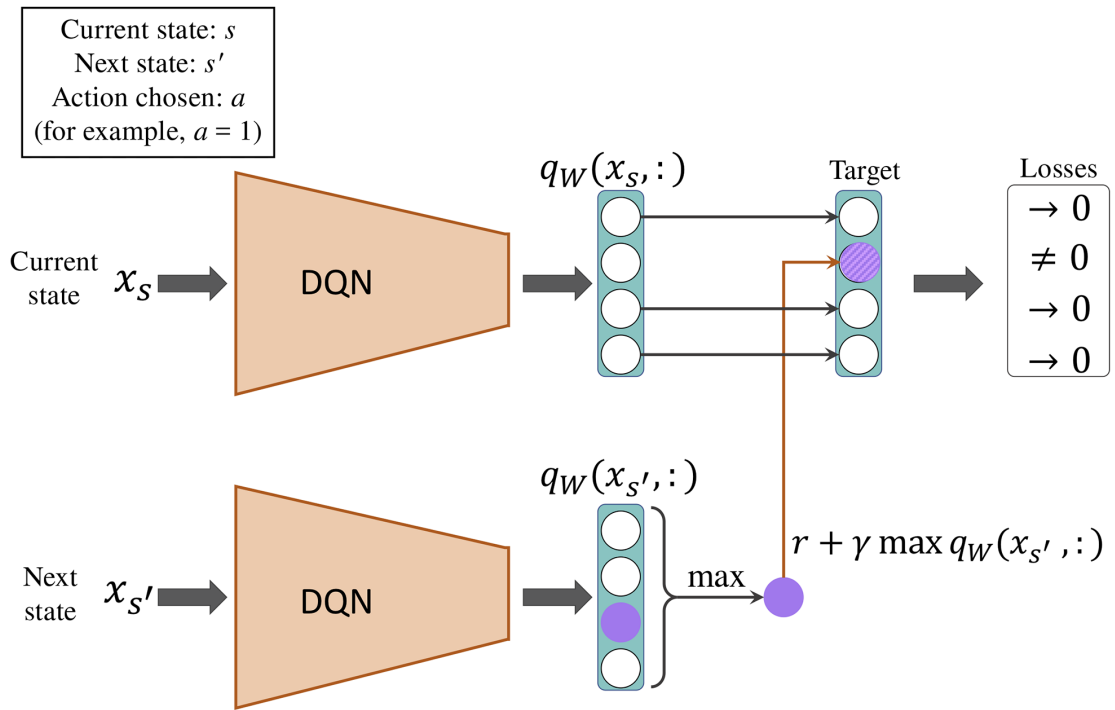 Current state: s
Next state: s′
Action chosen: a
(for example, a = 1)
q_W(x_s, :)
Target
Losses
→ 0
≠ 0
→ 0
→ 0
Current
state
x_s
DQN
q_W(x_s′, :)
r + γ max q_W(x_s′ , :)
Next
state
x_s′
DQN
max